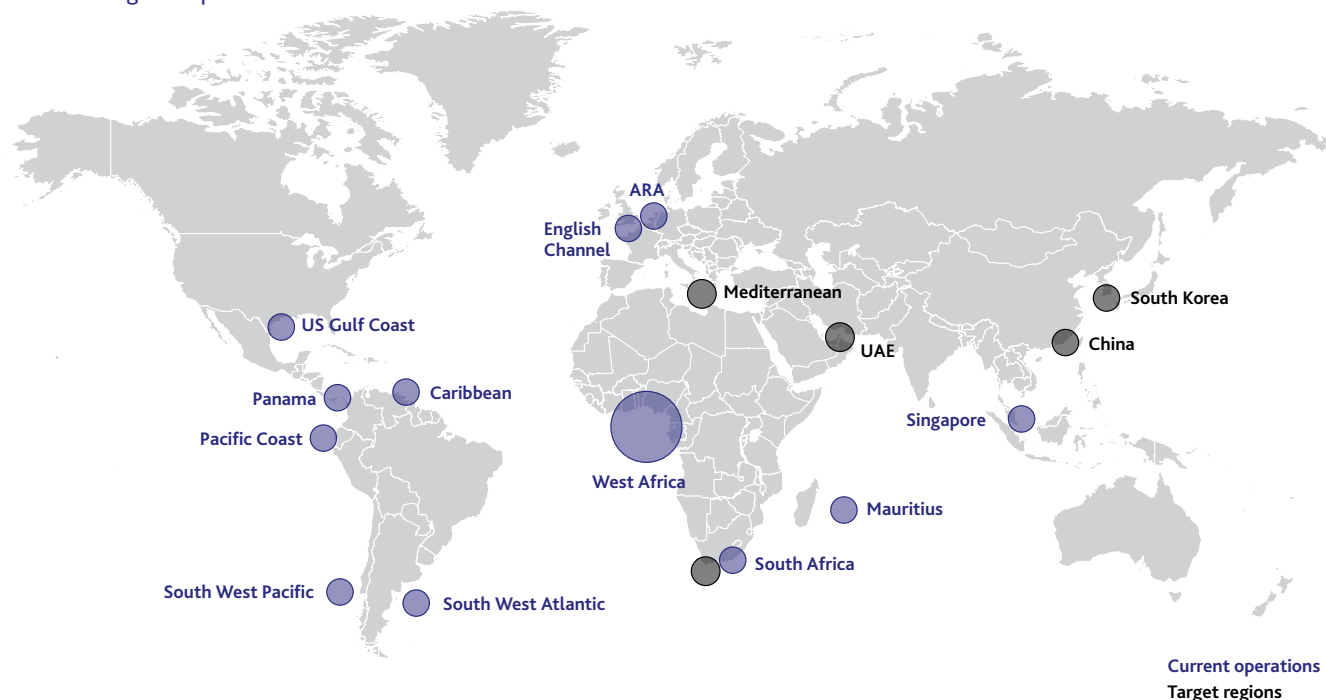 ARA
English
Channel
Mediterranean
South Korea
US Gulf Coast
China
UAE
Panama
Caribbean
Singapore
Pacific Coast
West Africa
Mauritius
South Africa
South West Pacific
South West Atlantic
Current operations
Target regions